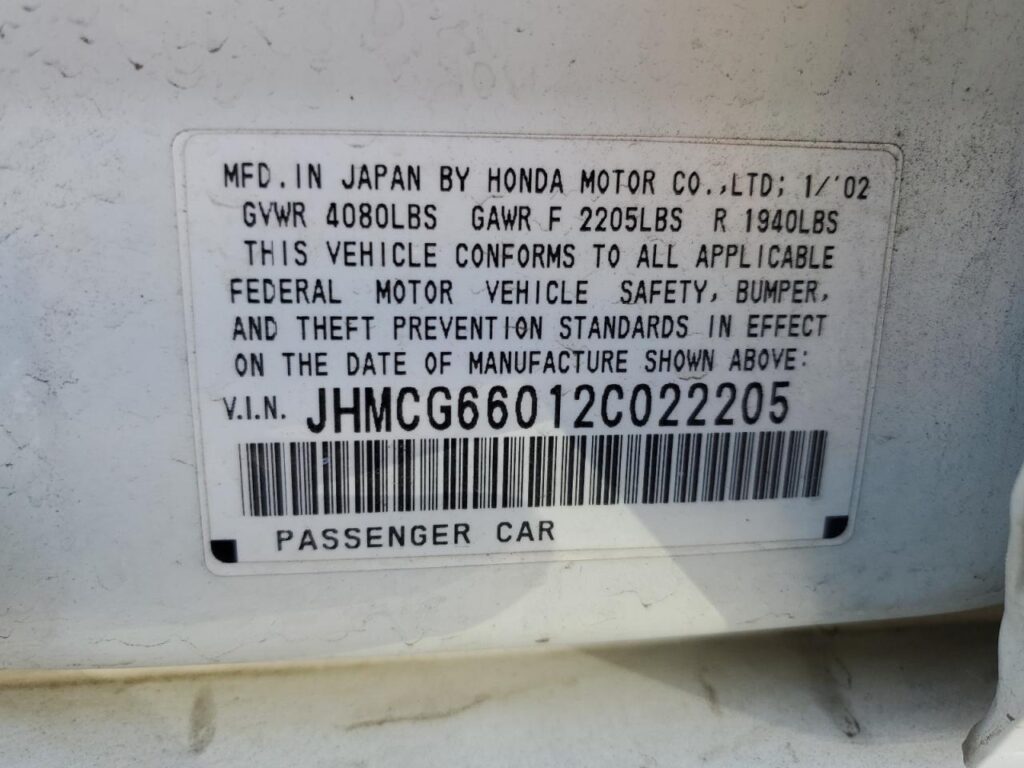 MFD. IN JAPAN BY HONDA MOTOR CO.,LTD; 1/'02
GVWR 4080LBS GAWR F 2205LBS R 1940LBS
THIS VEHICLE CONFORMS TO ALL APPLICABLE
FEDERAL MOTOR VEHICLE SAFETY, BUMPER,
AND THEFT PREVENTION STANDARDS IN EFFECT
ON THE DATE OF MANUFACTURE SHOWN ABOVE:
V.I.N. JHMCG66012C022205
PASSENGER CAR